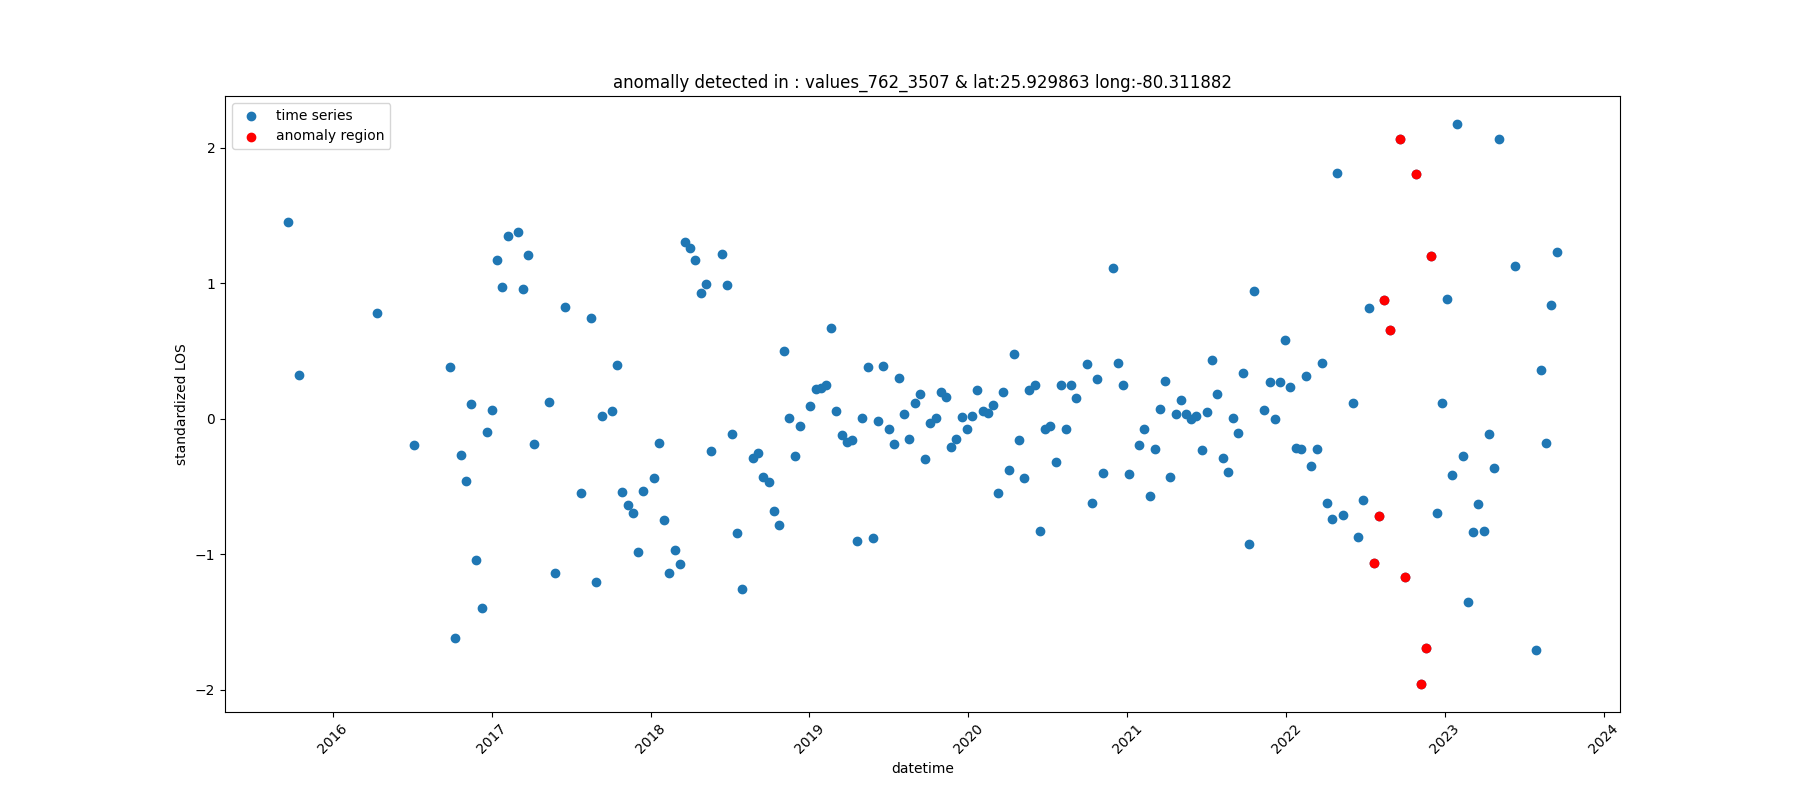 anomally detected in : values_762_3507 & lat:25.929863 long:-80.311882
time series
anomaly region
standardized LOS
2
1
0
−1
−2
2016
2017
2018
2019
2020
2021
2022
2023
2024
datetime